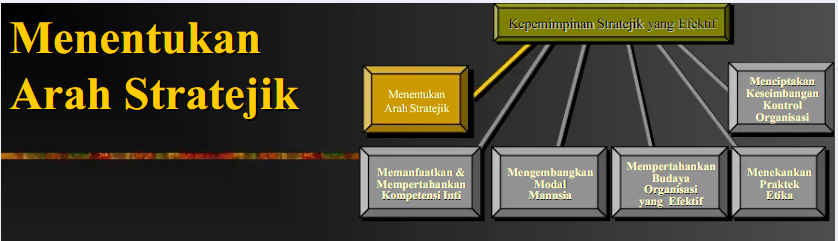 Menentukan
Arah Stratejik
Kepemimpinan Stratejik yang Efektif
Menentukan
Arah Stratejik
Menciptakan
Keseimbangan
Kontrol
Organisasi
Memanfaatkan &
Mempertahankan
Kompetensi Inti
Mengembangkan
Modal
Manusia
Mempertahankan
Budaya
Organisasi
yang Efektif
Menekankan
Praktek
Etika